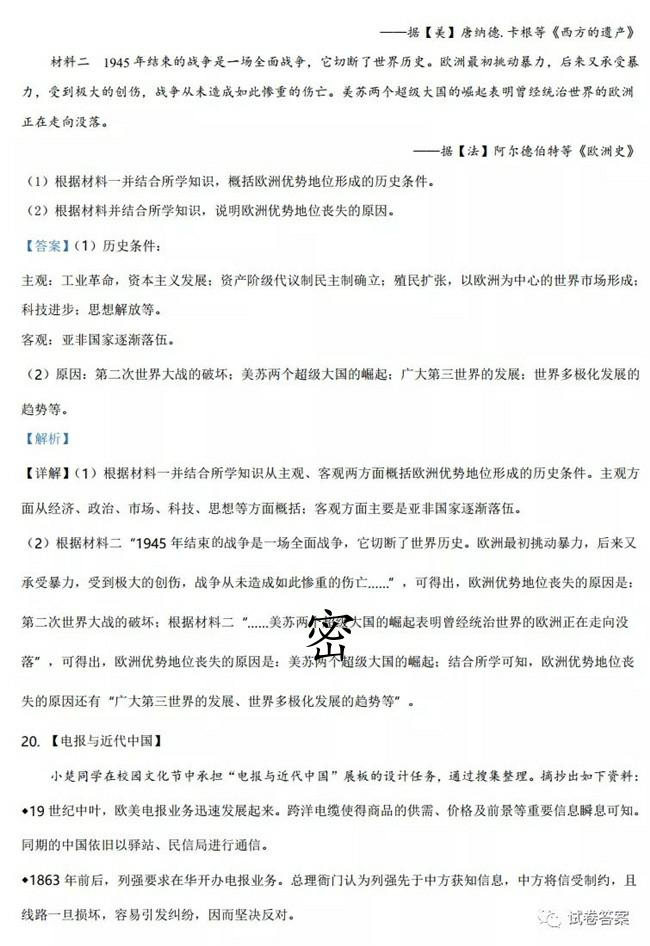 ——据【美】唐纳德.卡根等《西方的遗产》
材料二 1945年结束的战争是一场全面战争，它切断了世界历史。欧洲最初挑动暴力，后来又承受暴
力，受到极大的创伤，战争从未造成如此惨重的伤亡。美苏两个超级大国的崛起表明曾经统治世界的欧洲
正在走向没落。
——据【法】阿尔德伯特等《欧洲史》
（1）根据材料一并结合所学知识，概括欧洲优势地位形成的历史条件。
（2）根据材料并结合所学知识，说明欧洲优势地位丧失的原因。
【答案】（1）历史条件：
主观：工业革命，资本主义发展；资产阶级代议制民主制确立；殖民扩张，以欧洲为中心的世界市场形成；
科技进步；思想解放等。
客观：亚非国家逐渐落伍。
（2）原因：第二次世界大战的破坏；美苏两个超级大国的崛起；广大第三世界的发展；世界多极化发展的
趋势等。
【解析】
【详解】（1）根据材料一并结合所学知识从主观、客观两方面概括欧洲优势地位形成的历史条件。主观方
面从经济、政治、市场、科技、思想等方面概括；客观方面主要是亚非国家逐渐落伍。
（2）根据材料二“1945年结束的战争是一场全面战争，它切断了世界历史。欧洲最初挑动暴力，后来又
承受暴力，受到极大的创伤，战争从未造成如此惨重的伤亡......”，可得出，欧洲优势地位丧失的原因是：
第二次世界大战的破坏；根据材料二“......美苏两个超级大国的崛起表明曾经统治世界的欧洲正在走向没
密
落”，可得出，欧洲优势地位丧失的原因是：美苏两个超级大国的崛起；结合所学可知，欧洲优势地位丧
失的原因还有“广大第三世界的发展、世界多极化发展的趋势等”。
20. 【电报与近代中国】
小楚同学在校园文化节中承担“电报与近代中国”展板的设计任务，通过搜集整理。摘抄出如下资料：
◆19世纪中叶，欧美电报业务迅速发展起来。跨洋电缆使得商品的供需、价格及前景等重要信息瞬息可知。
同期的中国依旧以驿站、民信局进行通信。
◆1863年前后，列强要求在华开办电报业务。总理衙门认为列强先于中方获知信息，中方将信受制约，且
线路一旦损坏，容易引发纠纷，因而坚决反对。
试卷答案